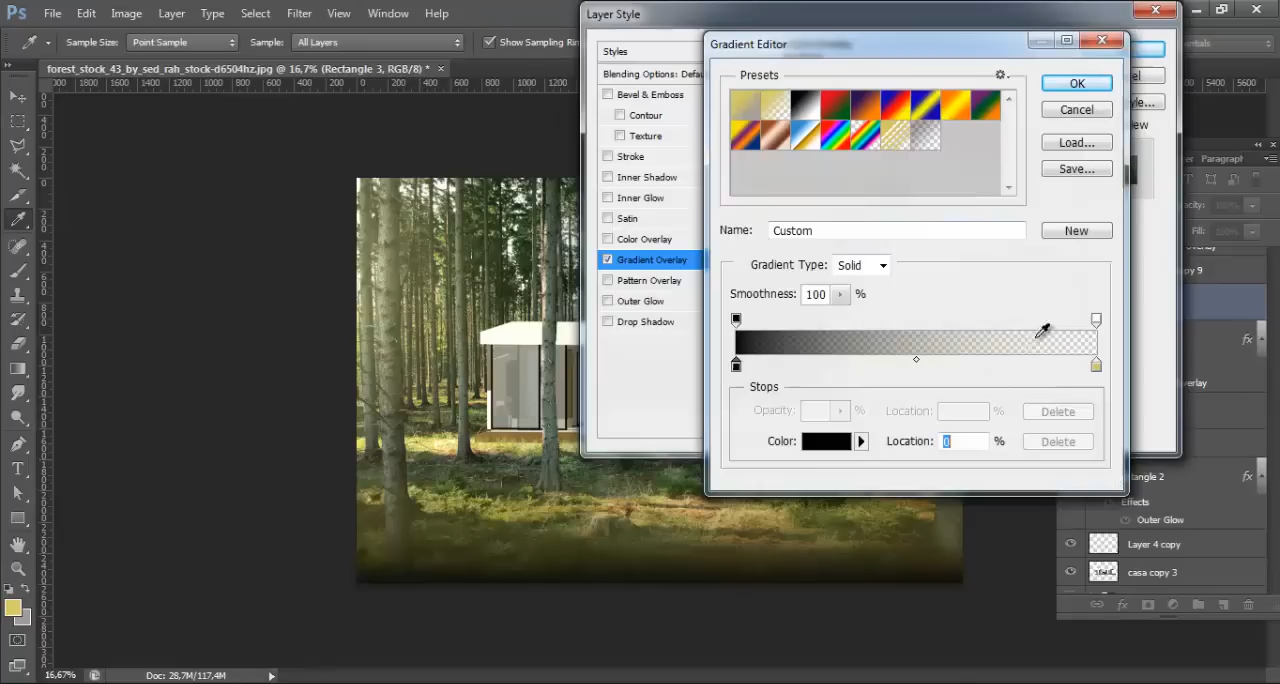 Ps File Edit Image Layer Type Select Filter View Window Help
Layer Style
Sample Size: Point Sample Sample: All Layers Show Sampling Rin
Styles
Gradient Editor
forest_stock_43_by_sed_rah_stock-d6504hz.jpg @ 16,7% (Rectangle 3, RGB/8) *
Blending Options: Defau
Presets
Bevel & Emboss
OK
Contour
Cancel
Texture
Load...
Stroke
Save...
Paragraph
Inner Shadow
Inner Glow
Satin
Name: Custom New
Color Overlay
Gradient Overlay
Gradient Type: Solid
Pattern Overlay
Smoothness: 100 %
Outer Glow
Drop Shadow
Stops
Opacity: % Location: % Delete
Color: Location: 0 % Delete
Effects
Outer Glow
Layer 4 copy
casa copy 3
16,67% Doc: 28,7M/117,4M